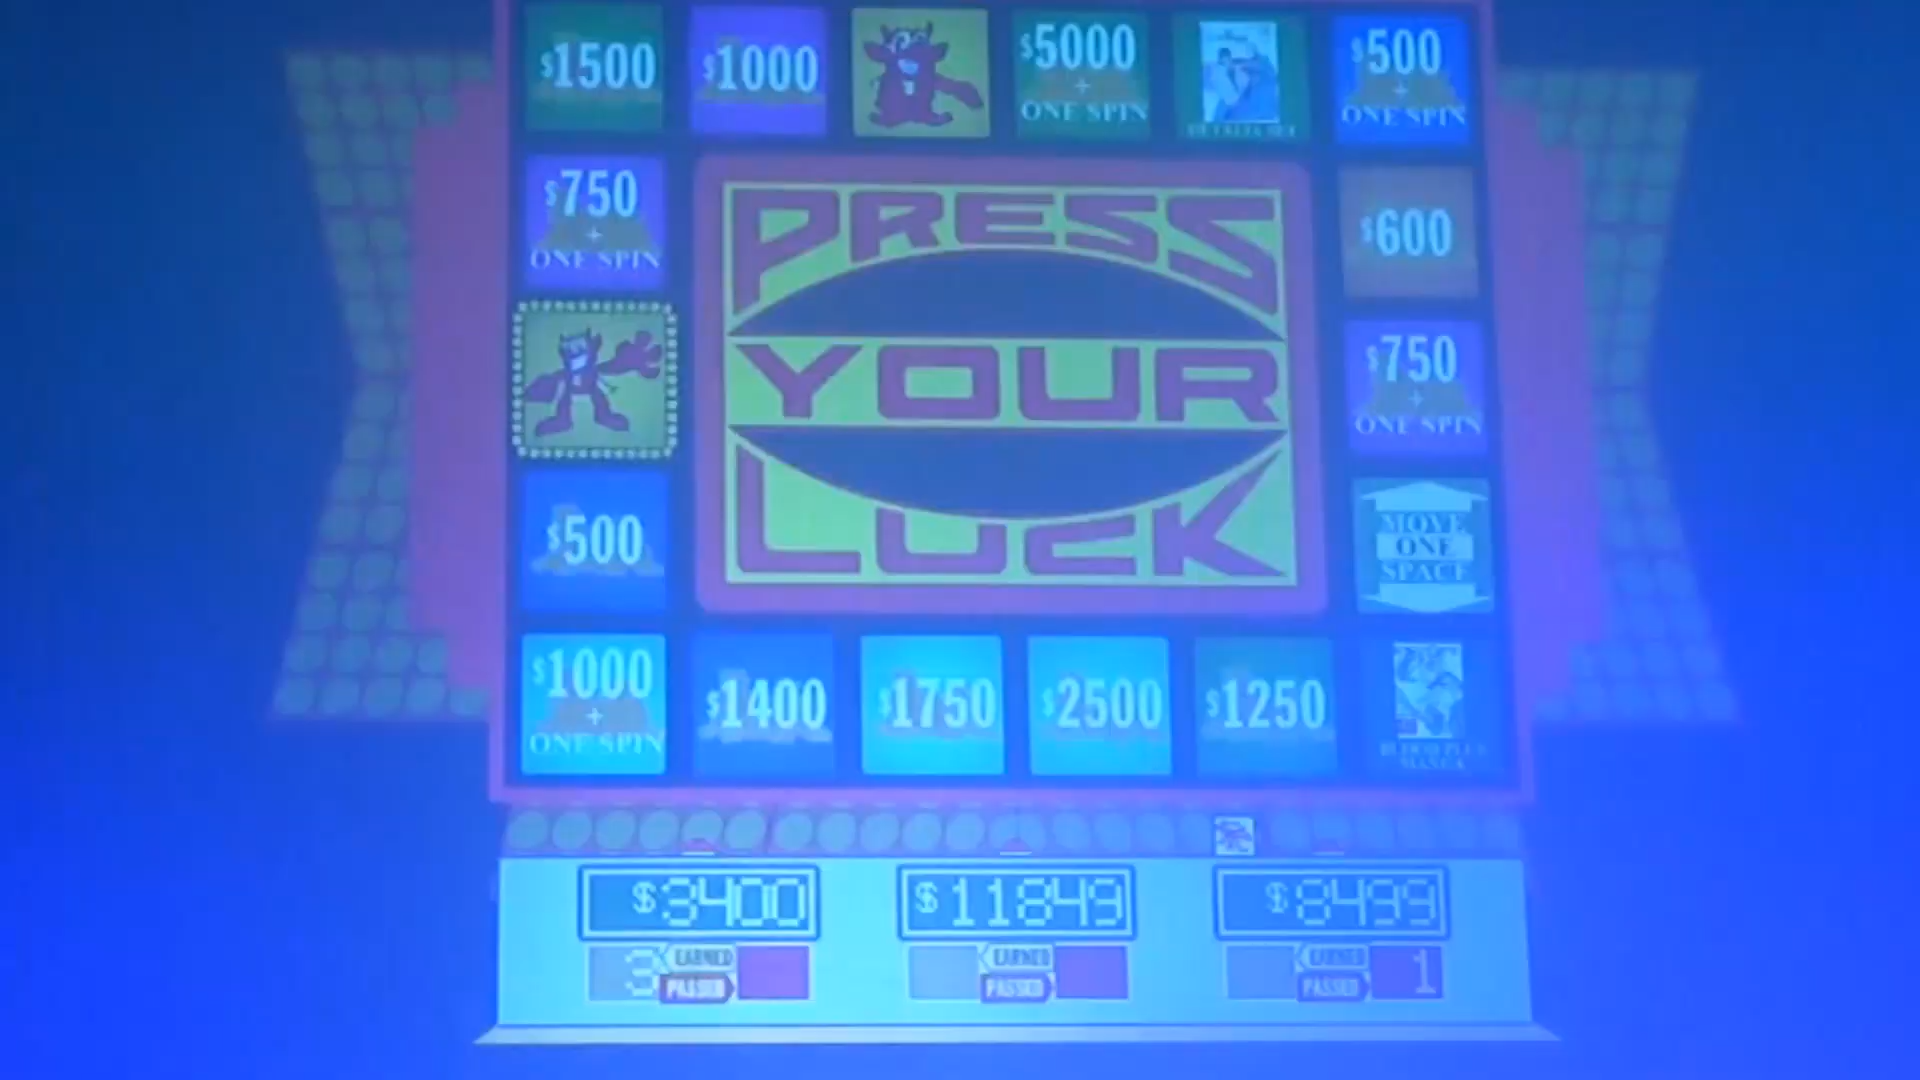 $1500
$1000
$5000
+
ONE SPIN
$500
+
ONE SPIN
$750
+
ONE SPIN
PRESS
YOUR
LUCK
$600
$750
+
ONE SPIN
$500
MOVE
ONE
SPACE
$1000
+
ONE SPIN
$1400
$1750
$2500
$1250
MANGA
$3400
$11849
$8499
3
EARNED
PASSED
EARNED
PASSED
EARNED
PASSED
1